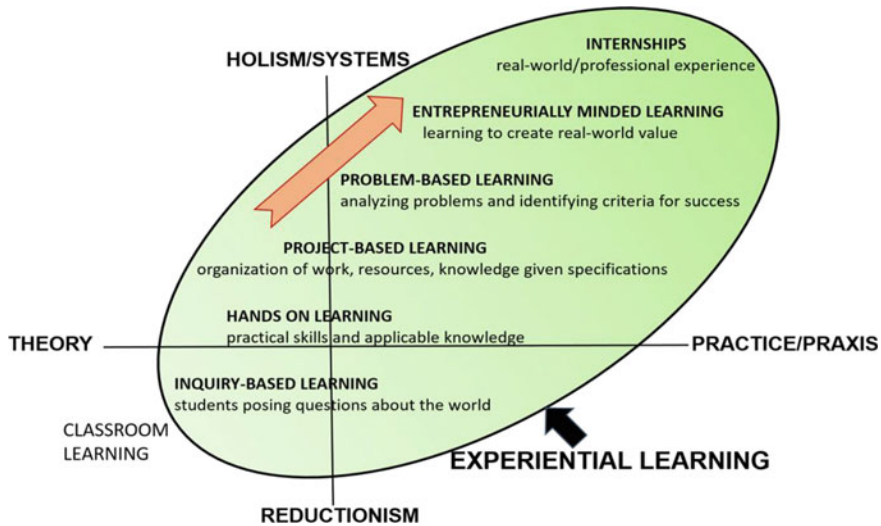 INTERNSHIPS
real-world/professional experience
HOLISM/SYSTEMS
ENTREPRENEURIALLY MINDED LEARNING
learning to create real-world value
PROBLEM-BASED LEARNING
analyzing problems and identifying criteria for success
PROJECT-BASED LEARNING
organization of work, resources, knowledge given specifications
HANDS ON LEARNING
practical skills and applicable knowledge
THEORY
PRACTICE/PRAXIS
INQUIRY-BASED LEARNING
students posing questions about the world
CLASSROOM
LEARNING
EXPERIENTIAL LEARNING
REDUCTIONISM